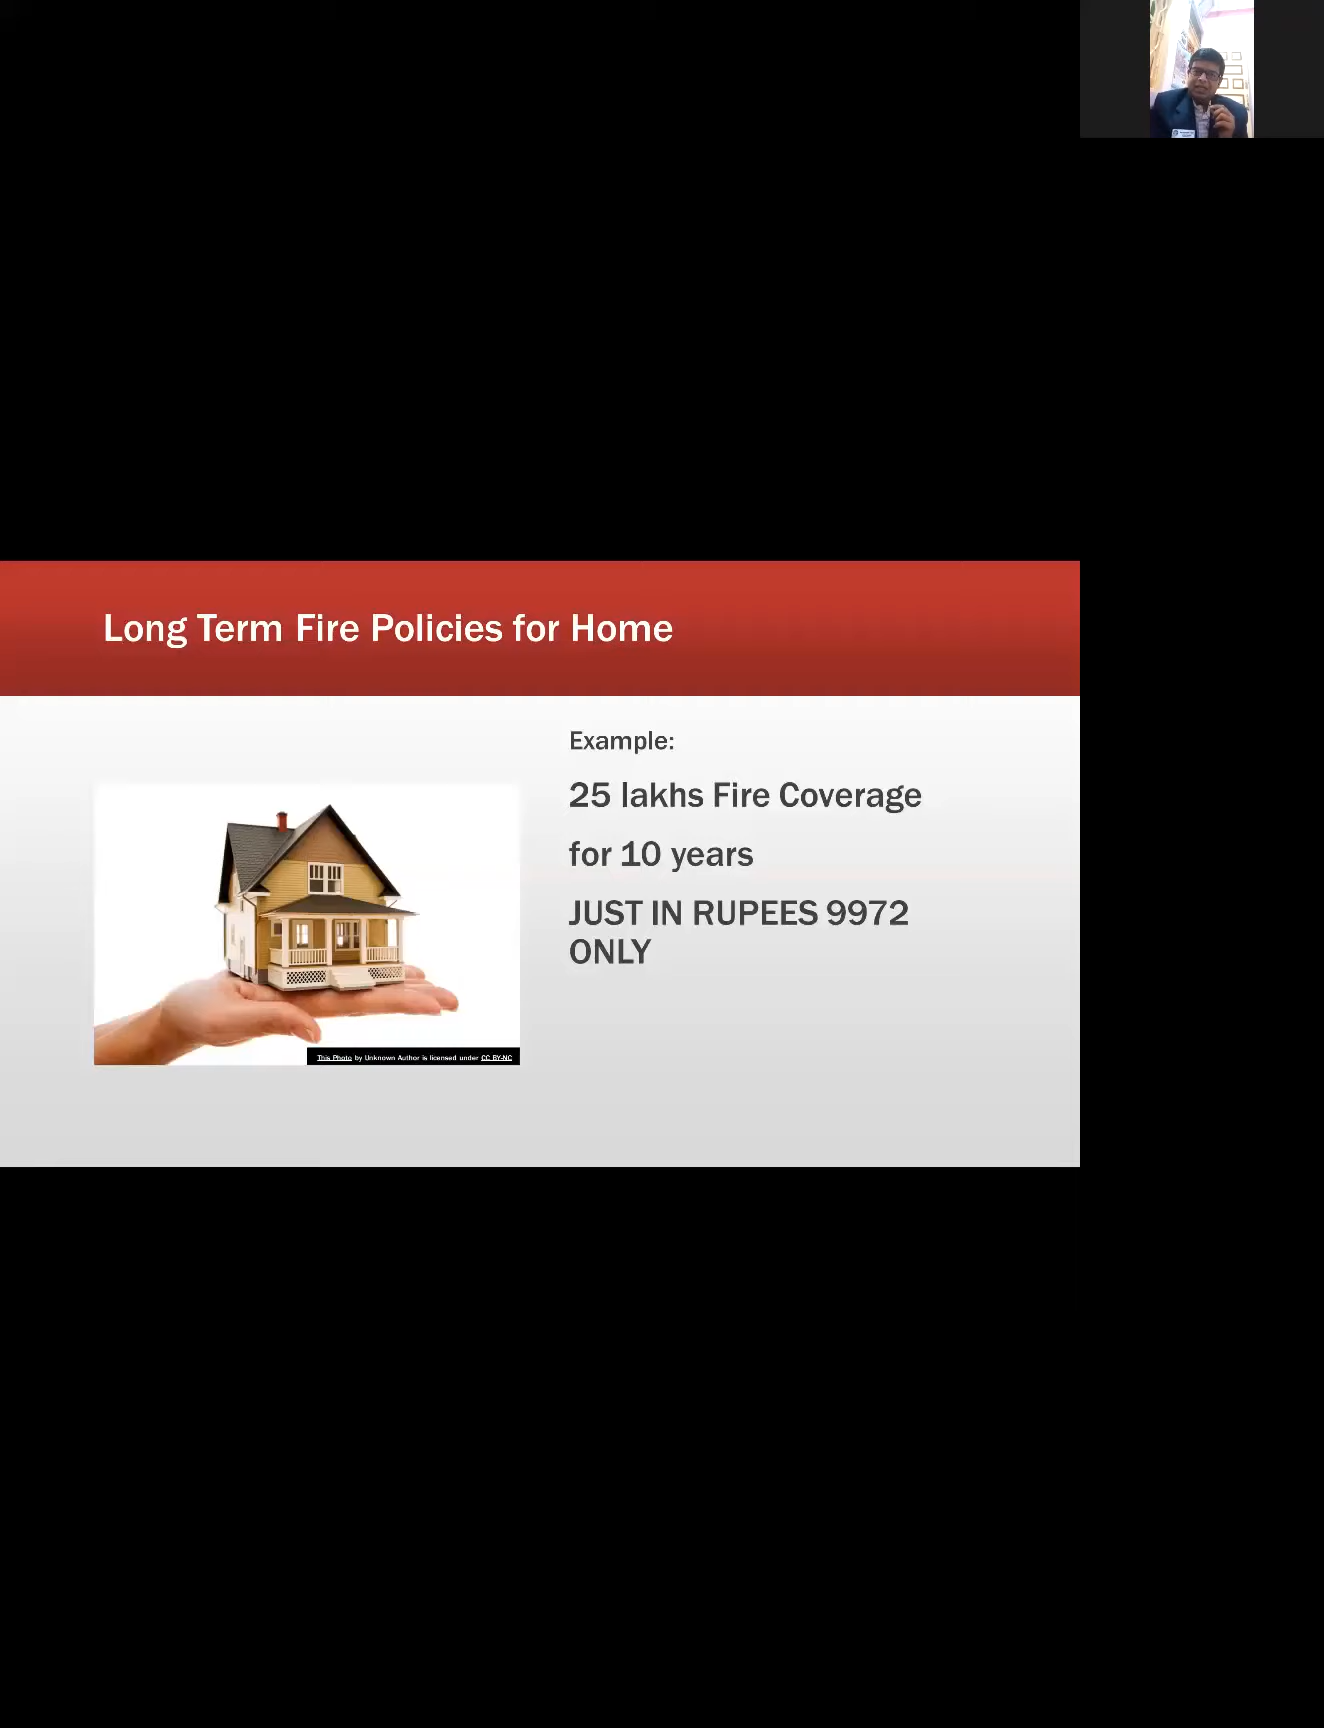 Long Term Fire Policies for Home
Example:
25 lakhs Fire Coverage
for 10 years
JUST IN RUPEES 9972
ONLY
This Photo by Unknown Author is licensed under CC BY-NC